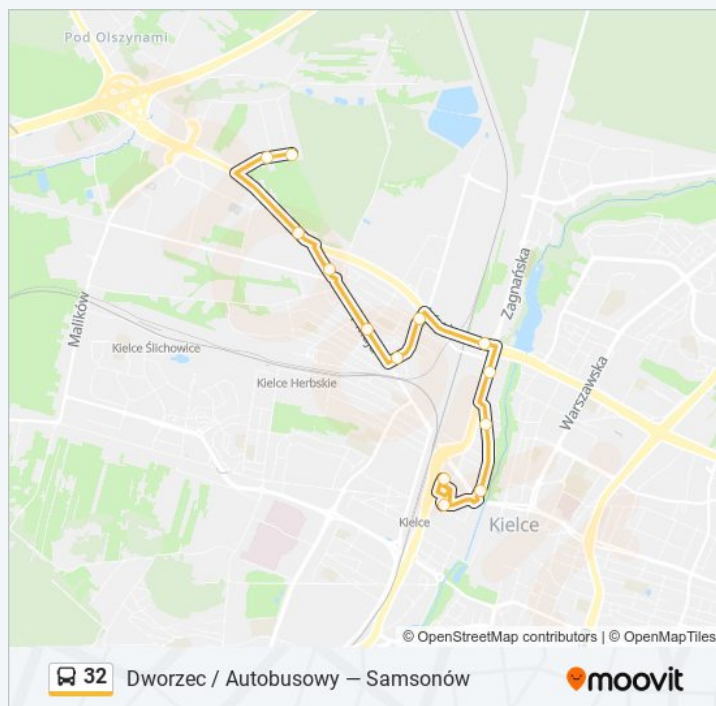 Pod Olszynami
Zagnańska
Malików
Kielce Ślichowice
Kielce Herbskie
Warszawska
Kielce
Kielce
© OpenStreetMap contributors | © OpenMapTiles
32 Dworzec / Autobusowy — Samsonów
moovit